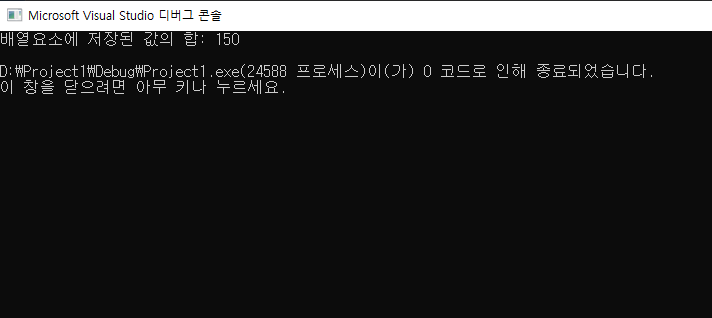 Microsoft Visual Studio 디버그 콘솔
배열요소에 저장된 값의 합: 150
D:₩Project1₩Debug₩Project1.exe(24588 프로세스)이(가) 0 코드로 인해 종료되었습니다.
이 창을 닫으려면 아무 키나 누르세요.